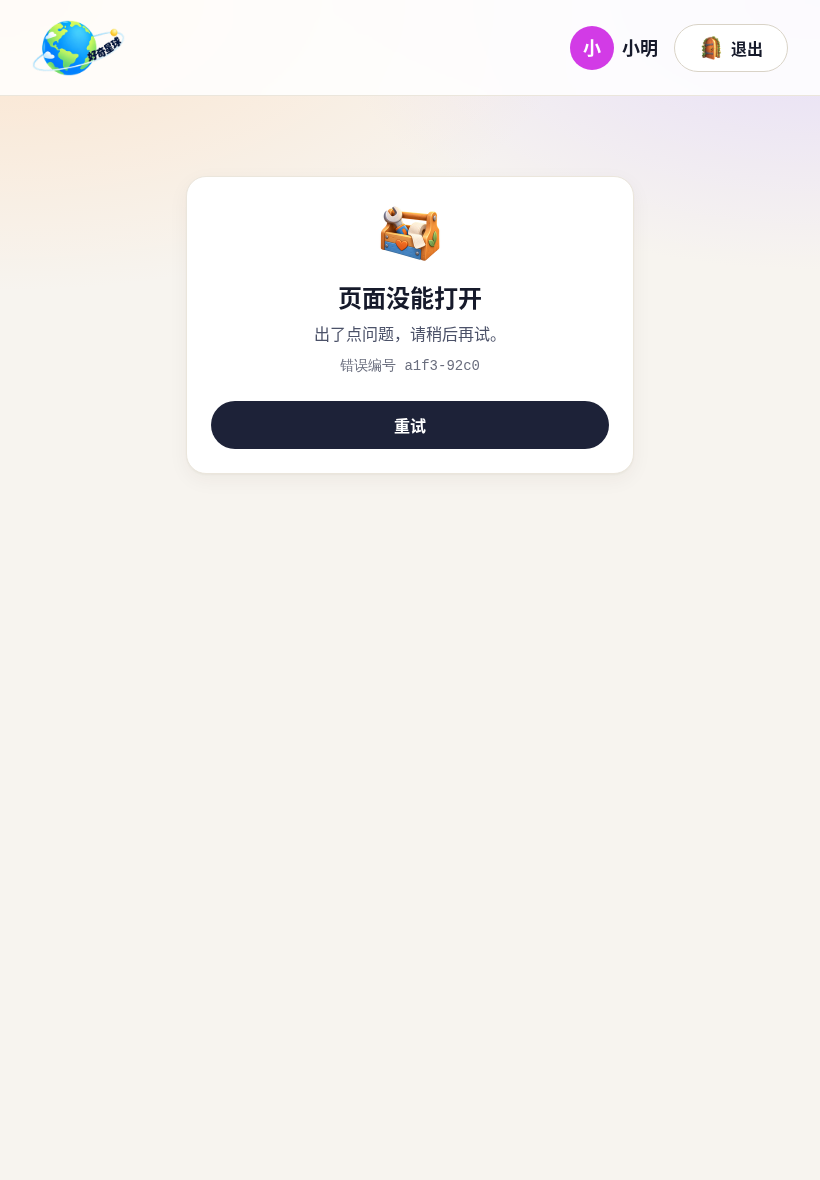 好奇星球
小 小明
退出
页面没能打开
出了点问题，请稍后再试。
错误编号 a1f3-92c0
重试